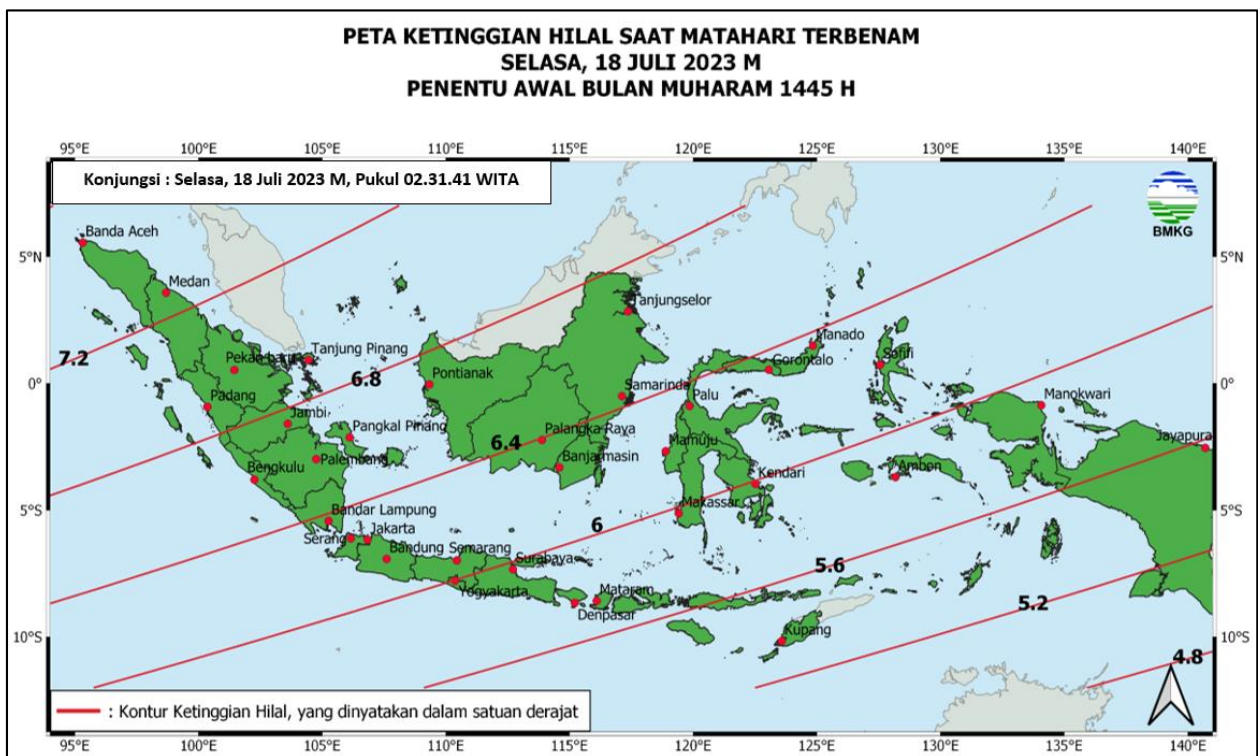 PETA KETINGGIAN HILAL SAAT MATAHARI TERBENAM
SELASA, 18 JULI 2023 M
PENENTU AWAL BULAN MUHARAM 1445 H
95°E 100°E 105°E 110°E 115°E 120°E 125°E 130°E 135°E 140°E
Konjungsi : Selasa, 18 Juli 2023 M, Pukul 02.31.41 WITA
BMKG
Banda Aceh
5°N 5°N
Medan
Tanjungselor
7.2
Pekan baru
Tanjung Pinang
6.8
Manado
Gorontalo
Sofifi
0° 0°
Pontianak
Samarinda
Palu
Manokwari
Padang
Jambi
Pangkal Pinang
6.4
Palangka Raya
Mamuju
Jayapura
Bengkulu
Palembang
Banjarmasin
Kendari
Ambon
5°S 5°S
Bandar Lampung
Makassar
6
Serang
Jakarta
Bandung
Semarang
Surabaya
5.6
Yogyakarta
Mataram
Denpasar
5.2
10°S 10°S
Kupang
4.8
: Kontur Ketinggian Hilal, yang dinyatakan dalam satuan derajat
95°E 100°E 105°E 110°E 115°E 120°E 125°E 130°E 135°E 140°E